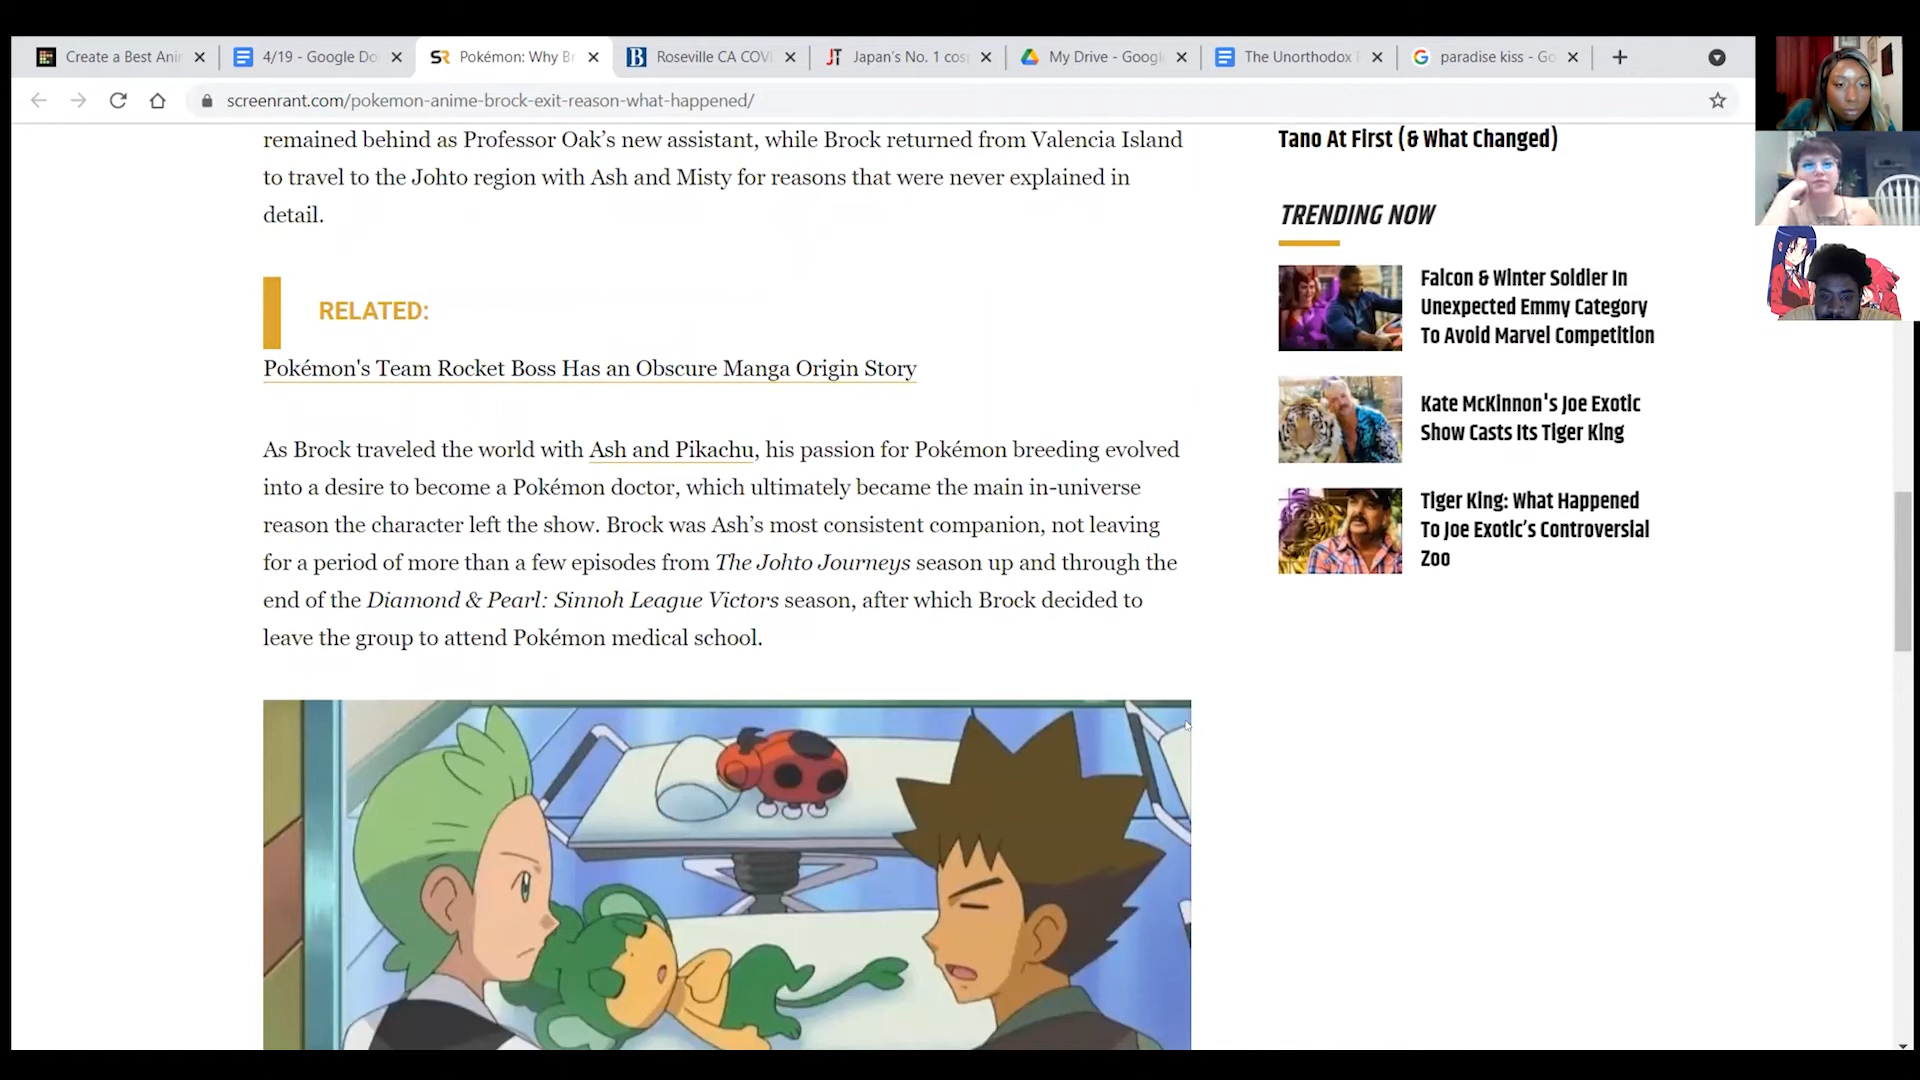 Create a Best Ani
4/19 - Google Do
Pokémon: Why Br
Roseville CA COVI
Japan's No. 1 cos
My Drive - Google
The Unorthodox
paradise kiss - Go
screenrant.com/pokemon-anime-brock-exit-reason-what-happened/
remained behind as Professor Oak's new assistant, while Brock returned from Valencia Island
to travel to the Johto region with Ash and Misty for reasons that were never explained in
detail.
RELATED:
Pokémon's Team Rocket Boss Has an Obscure Manga Origin Story
As Brock traveled the world with Ash and Pikachu, his passion for Pokémon breeding evolved
into a desire to become a Pokémon doctor, which ultimately became the main in-universe
reason the character left the show. Brock was Ash's most consistent companion, not leaving
for a period of more than a few episodes from The Johto Journeys season up and through the
end of the Diamond & Pearl: Sinnoh League Victors season, after which Brock decided to
leave the group to attend Pokémon medical school.
Tano At First (& What Changed)
TRENDING NOW
Falcon & Winter Soldier In
Unexpected Emmy Category
To Avoid Marvel Competition
Kate McKinnon's Joe Exotic
Show Casts Its Tiger King
Tiger King: What Happened
To Joe Exotic's Controversial
Zoo